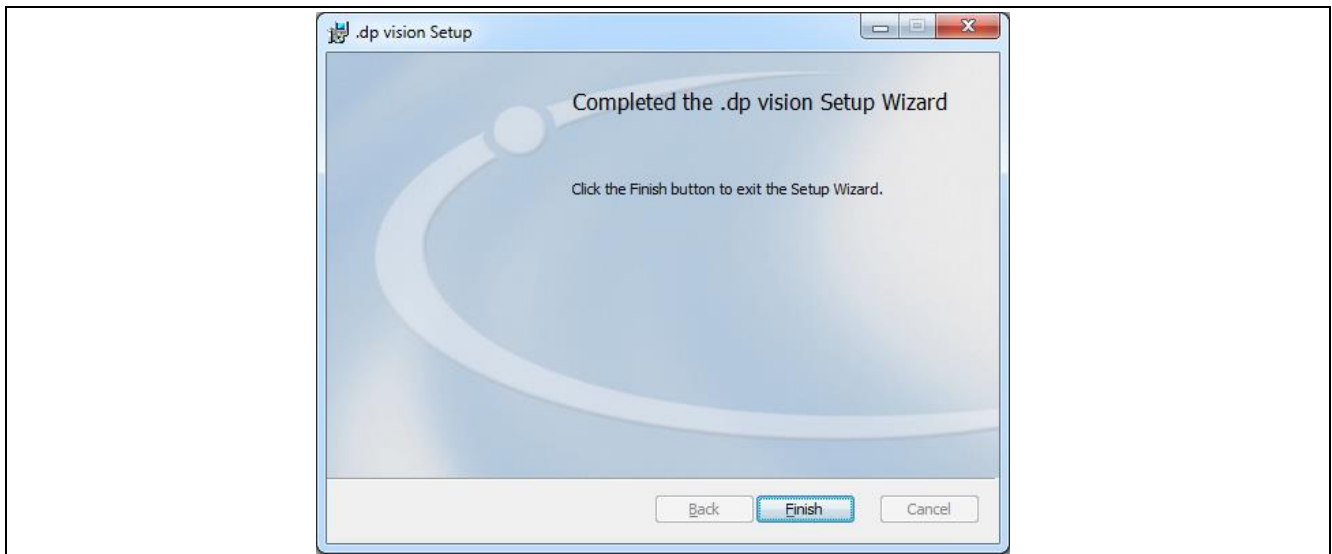 .dp vision Setup
Completed the .dp vision Setup Wizard
Click the Finish button to exit the Setup Wizard.
Back Finish Cancel